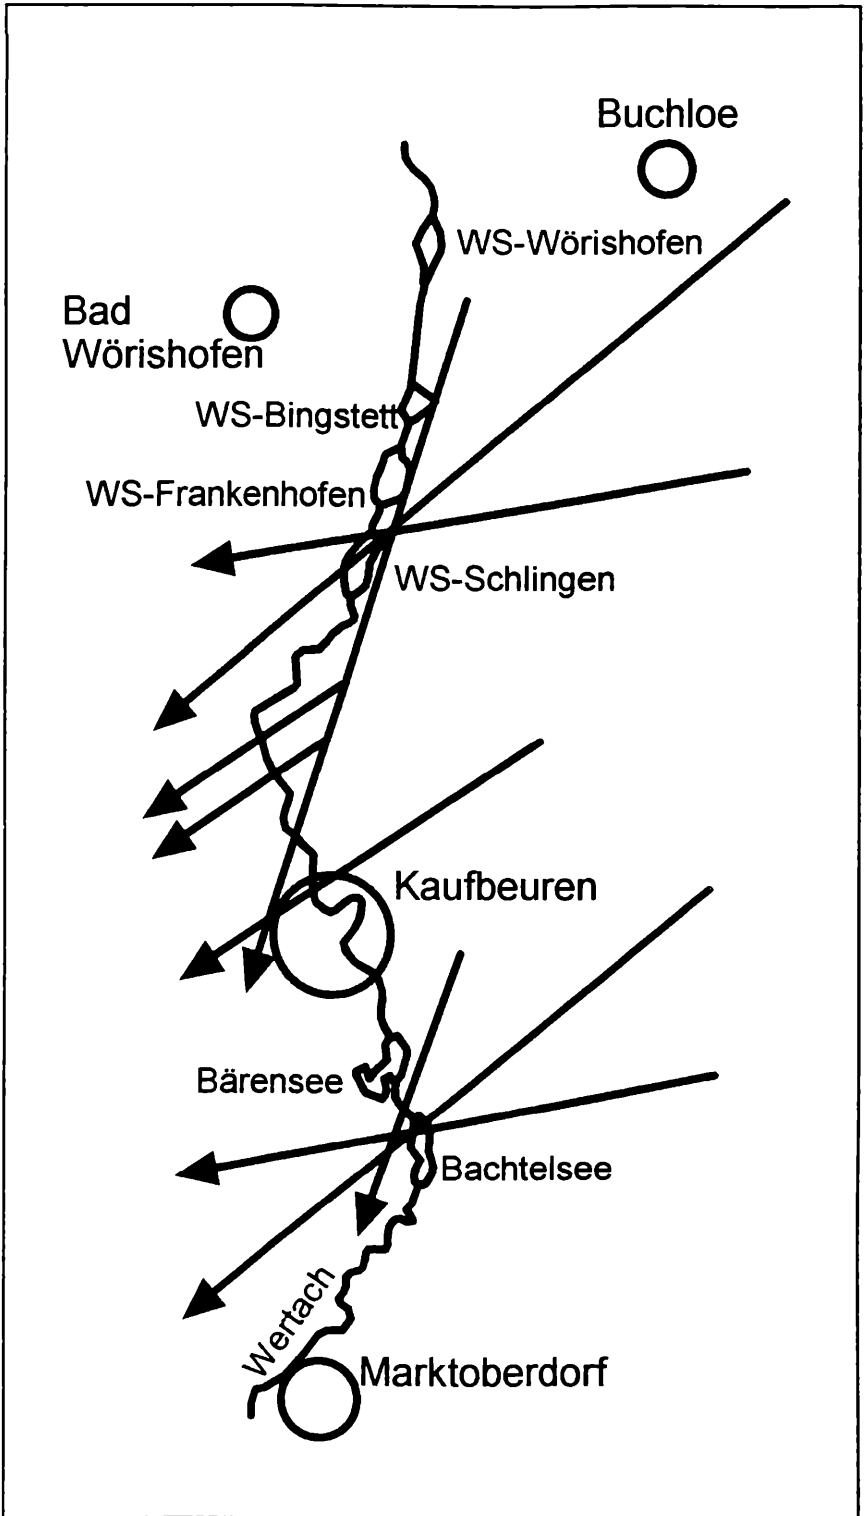 Buchloe
WS-Wörishofen
Bad
Wörishofen
WS-Bingstett
WS-Frankenhofen
WS-Schlingen
Kaufbeuren
Bärensee
Bachtelsee
Wertach
Marktoberdorf